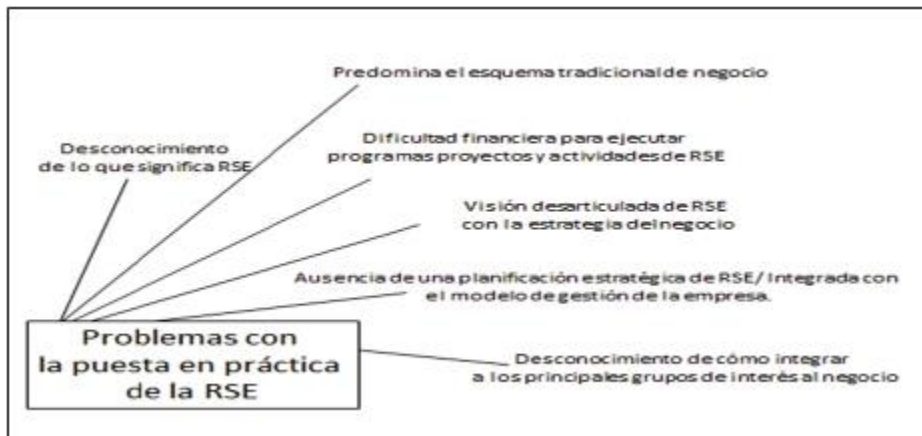 Predomina el esquema tradicional de negocio
Desconocimiento
de lo que significa RSE
Dificultad financiera para ejecutar
programas proyectos y actividades de RSE
Visión desarticulada de RSE
con la estrategia del negocio
Ausencia de una planificación estratégica de RSE/ Integrada con
el modelo de gestión de la empresa.
Problemas con
la puesta en práctica
de la RSE
Desconocimiento de cómo integrar
a los principales grupos de interés al negocio